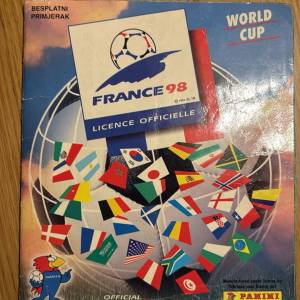 BESPLATNI
PRIMJERAK
WORLD
CUP
FRANCE 98
LICENCE OFFICIELLE
OFFICIAL
PANINI